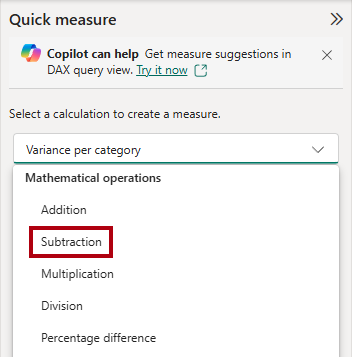 Quick measure
Copilot can help Get measure suggestions in
DAX query view. Try it now
Select a calculation to create a measure.
Variance per category
Mathematical operations
Addition
Subtraction
Multiplication
Division
Percentage difference